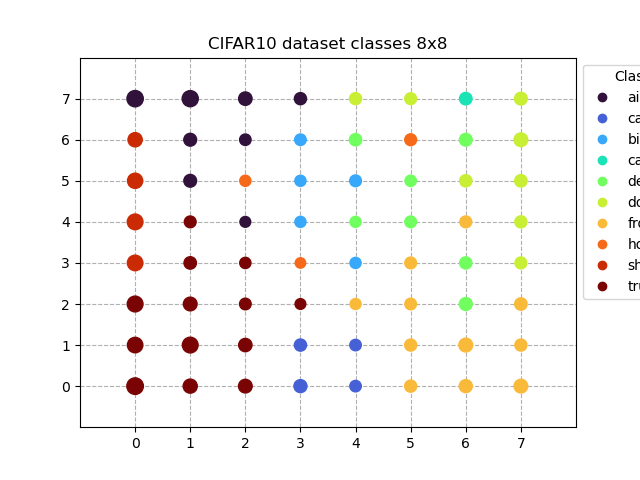 CIFAR10 dataset classes 8x8
Clas
7
ai
ca
6
bi
ca
5
de
4
fro
ho
3
sh
tru
2
1
0
0 1 2 3 4 5 6 7